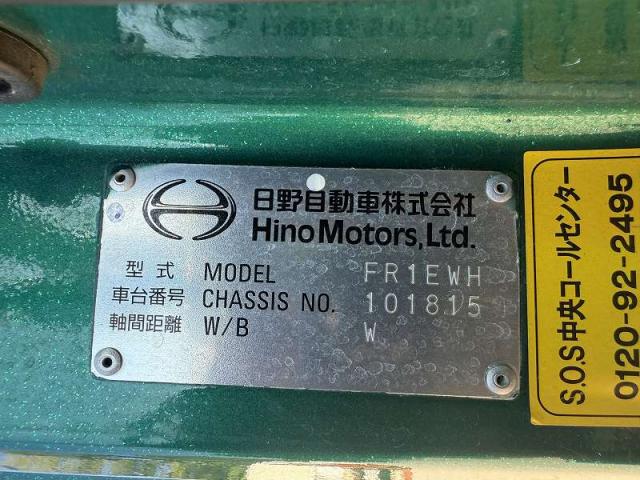 日野自動車株式会社
Hino Motors, Ltd.
型式 MODEL FR1EWH
車台番号 CHASSIS NO. 101815
軸間距離 W/B W
S.O.S中央コールセンター
0120-92-2495